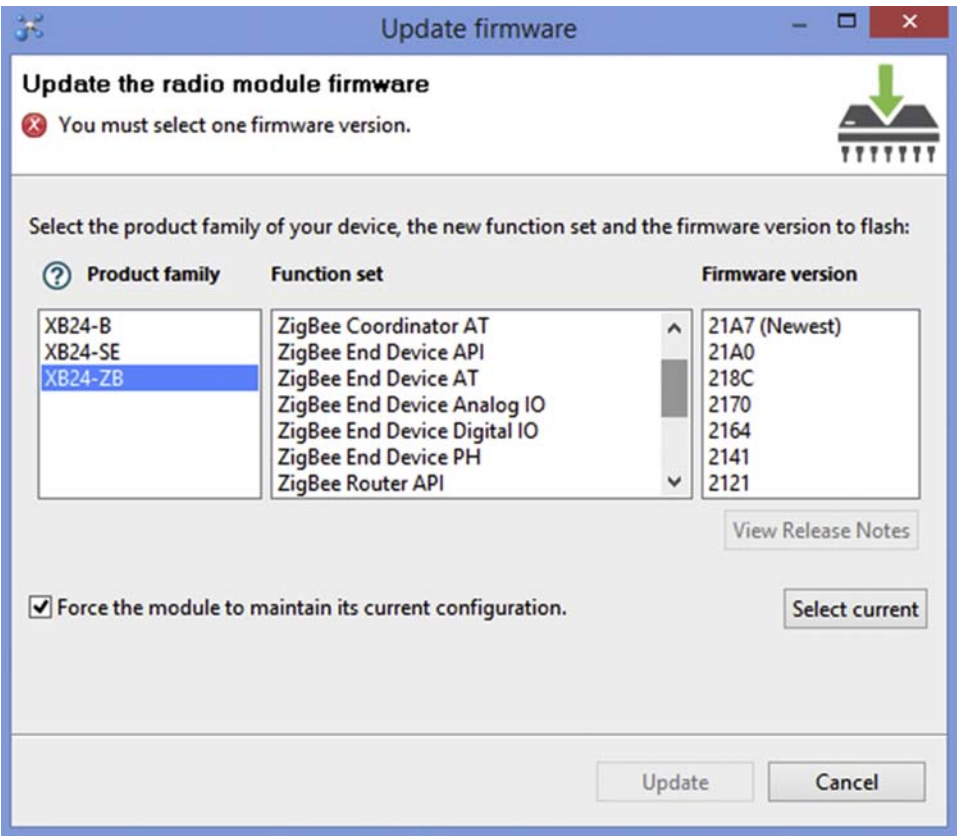 Update firmware
Update the radio module firmware
You must select one firmware version.
Select the product family of your device, the new function set and the firmware version to flash:
? Product family Function set Firmware version
XB24-B
XB24-SE
XB24-ZB
ZigBee Coordinator AT
ZigBee End Device API
ZigBee End Device AT
ZigBee End Device Analog IO
ZigBee End Device Digital IO
ZigBee End Device PH
ZigBee Router API
21A7 (Newest)
21A0
218C
2170
2164
2141
2121
View Release Notes
Force the module to maintain its current configuration.
Select current
Update
Cancel